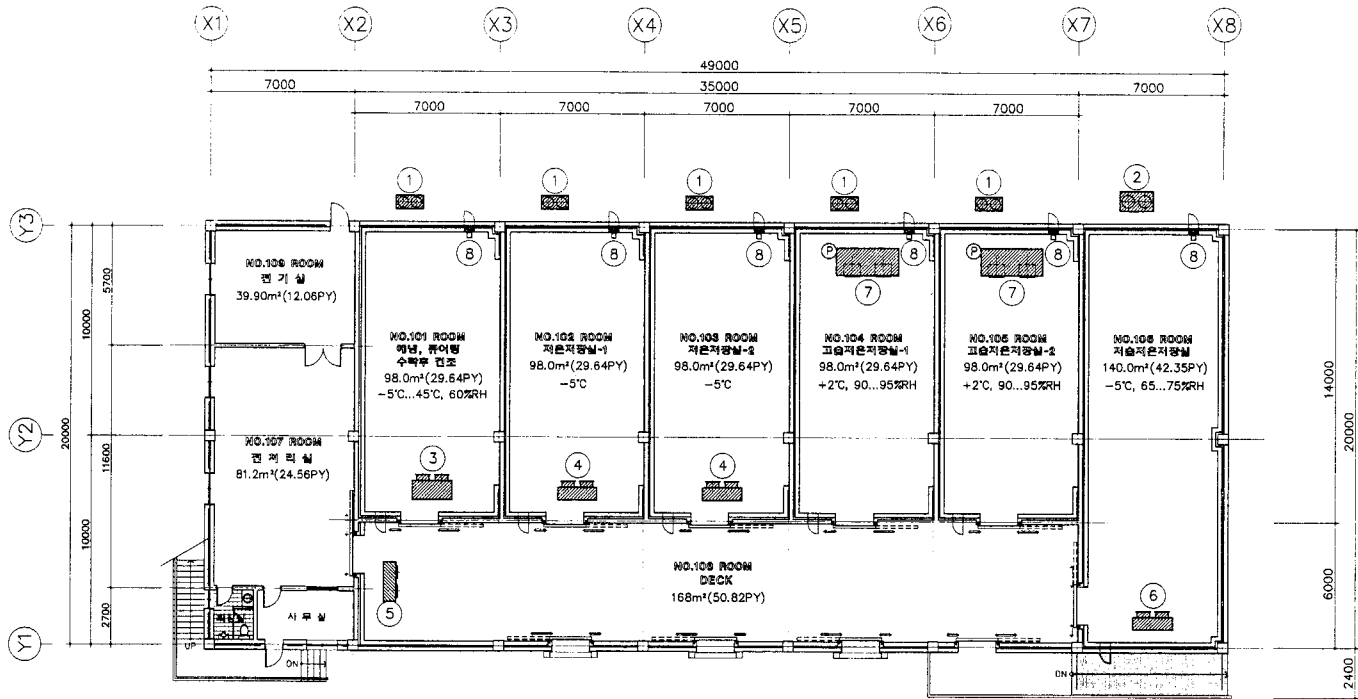 X1 X2 X3 X4 X5 X6 X7 X8
49000
7000 35000 7000
7000 7000 7000 7000 7000
1 1 1 1 1 2
Y3
8 8 8 8 8 8
P P
7 7
NO.109 ROOM
전 기 실
39.90m²(12.06PY)
NO.101 ROOM
예냉, 큐어링
수확후 건조
98.0m²(29.64PY)
-5℃...45℃, 60%RH
NO.102 ROOM
저온저장실-1
98.0m²(29.64PY)
-5℃
NO.103 ROOM
저온저장실-2
98.0m²(29.64PY)
-5℃
NO.104 ROOM
고습저온저장실-1
98.0m²(29.64PY)
+2℃, 90...95%RH
NO.105 ROOM
고습저온저장실-2
98.0m²(29.64PY)
+2℃, 90...95%RH
NO.106 ROOM
저습저온저장실
140.0m²(42.35PY)
-5℃, 65...75%RH
5700
10000
20000
11600
10000
2700
14000
20000
6000
2400
Y2
NO.107 ROOM
전 처 리 실
81.2m²(24.56PY)
3 4 4
NO.108 ROOM
DECK
168m²(50.82PY)
5
6
사 무 실
Y1
UP
DN
DN